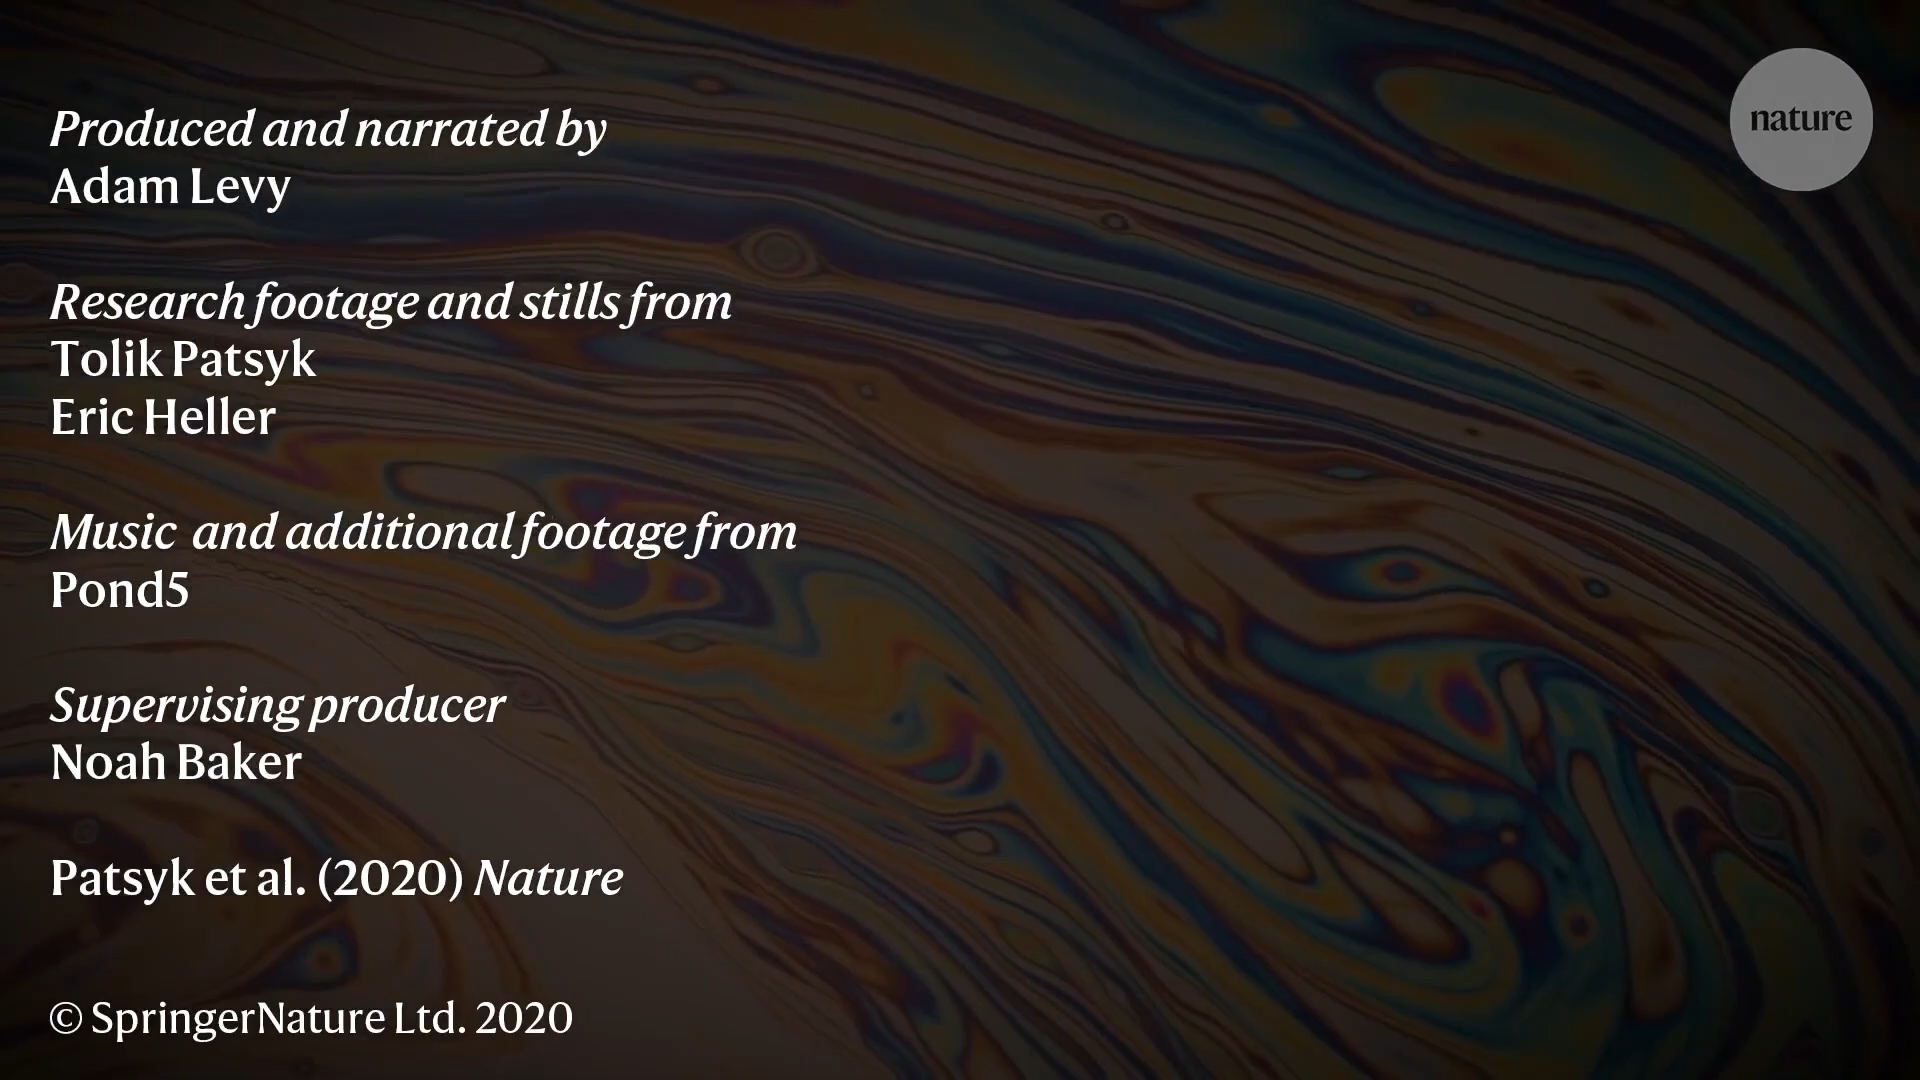 nature
Produced and narrated by
Adam Levy
Research footage and stills from
Tolik Patsyk
Eric Heller
Music and additional footage from
Pond5
Supervising producer
Noah Baker
Patsyk et al. (2020) Nature
© SpringerNature Ltd. 2020